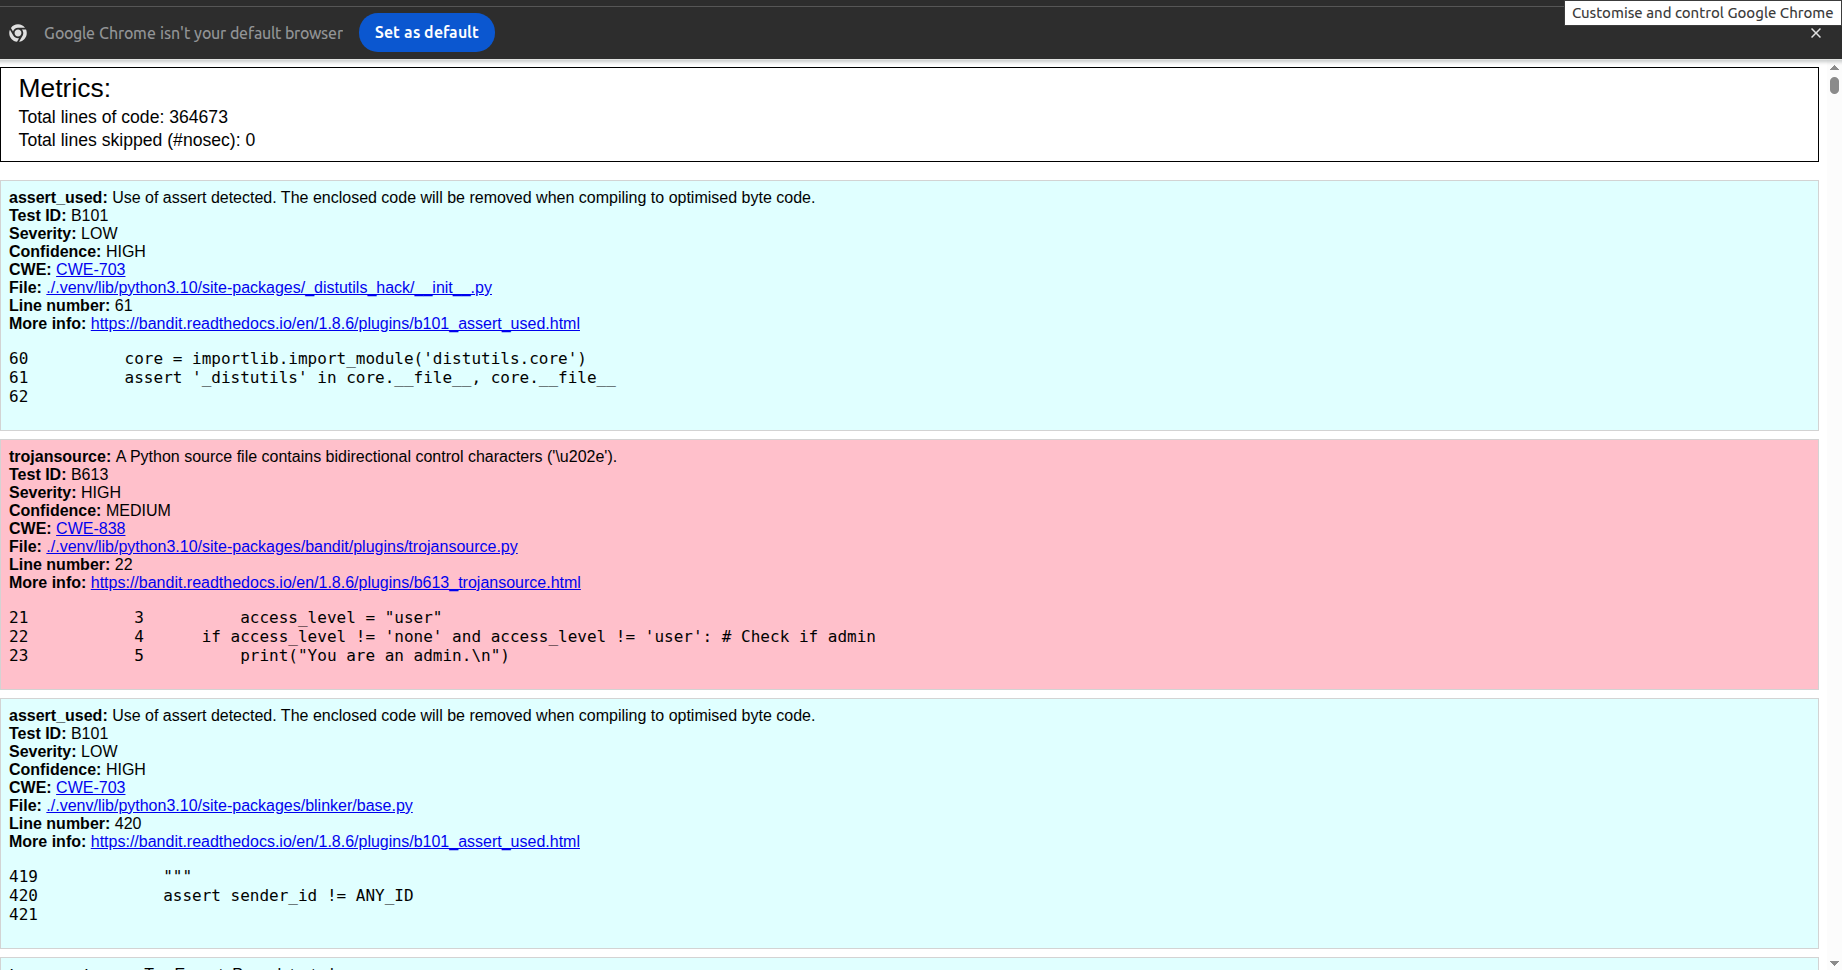 Customise and control Google Chrome
Google Chrome isn't your default browser Set as default
Metrics:
Total lines of code: 364673
Total lines skipped (#nosec): 0
assert_used: Use of assert detected. The enclosed code will be removed when compiling to optimised byte code.
Test ID: B101
Severity: LOW
Confidence: HIGH
CWE: CWE-703
File: ./.venv/lib/python3.10/site-packages/_distutils_hack/__init__.py
Line number: 61
More info: https://bandit.readthedocs.io/en/1.8.6/plugins/b101_assert_used.html
60          core = importlib.import_module('distutils.core')
61          assert '_distutils' in core.__file__, core.__file__
62
trojansource: A Python source file contains bidirectional control characters ('\u202e').
Test ID: B613
Severity: HIGH
Confidence: MEDIUM
CWE: CWE-838
File: ./.venv/lib/python3.10/site-packages/bandit/plugins/trojansource.py
Line number: 22
More info: https://bandit.readthedocs.io/en/1.8.6/plugins/b613_trojansource.html
21           3          access_level = "user"
22           4      if access_level != 'none' and access_level != 'user': # Check if admin
23           5          print("You are an admin.\n")
assert_used: Use of assert detected. The enclosed code will be removed when compiling to optimised byte code.
Test ID: B101
Severity: LOW
Confidence: HIGH
CWE: CWE-703
File: ./.venv/lib/python3.10/site-packages/blinker/base.py
Line number: 420
More info: https://bandit.readthedocs.io/en/1.8.6/plugins/b101_assert_used.html
419             """
420             assert sender_id != ANY_ID
421